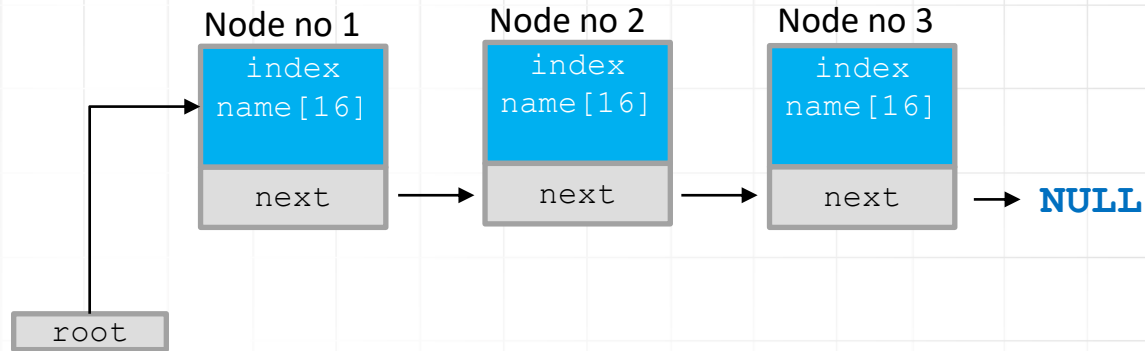 Node no 1
Node no 2
Node no 3
index
name[16]
next
index
name[16]
next
index
name[16]
next
NULL
root